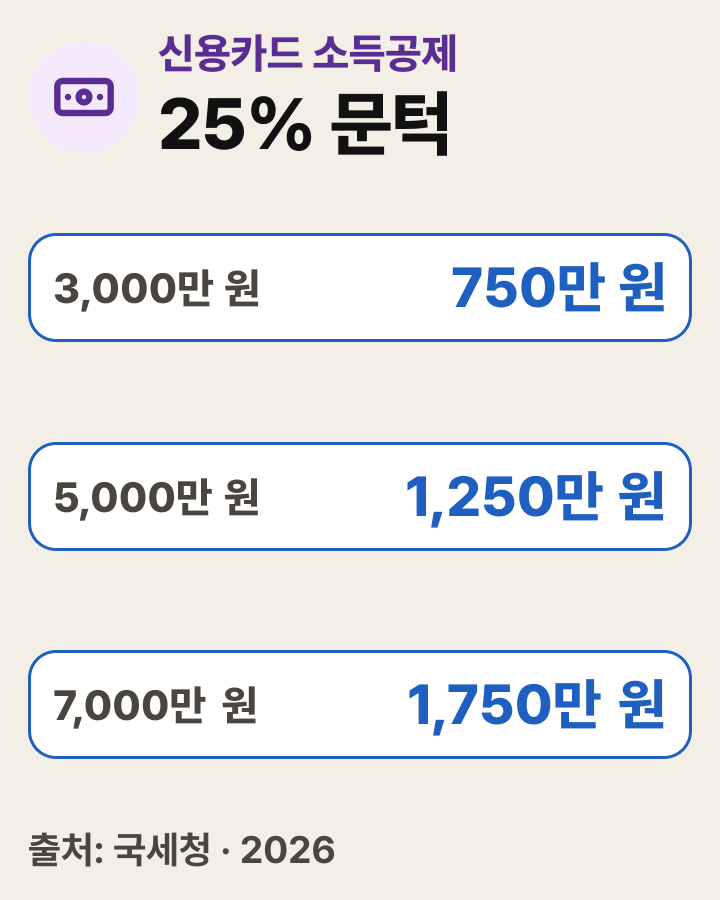 신용카드 소득공제
25% 문턱
3,000만 원 750만 원
5,000만 원 1,250만 원
7,000만 원 1,750만 원
출처: 국세청 · 2026